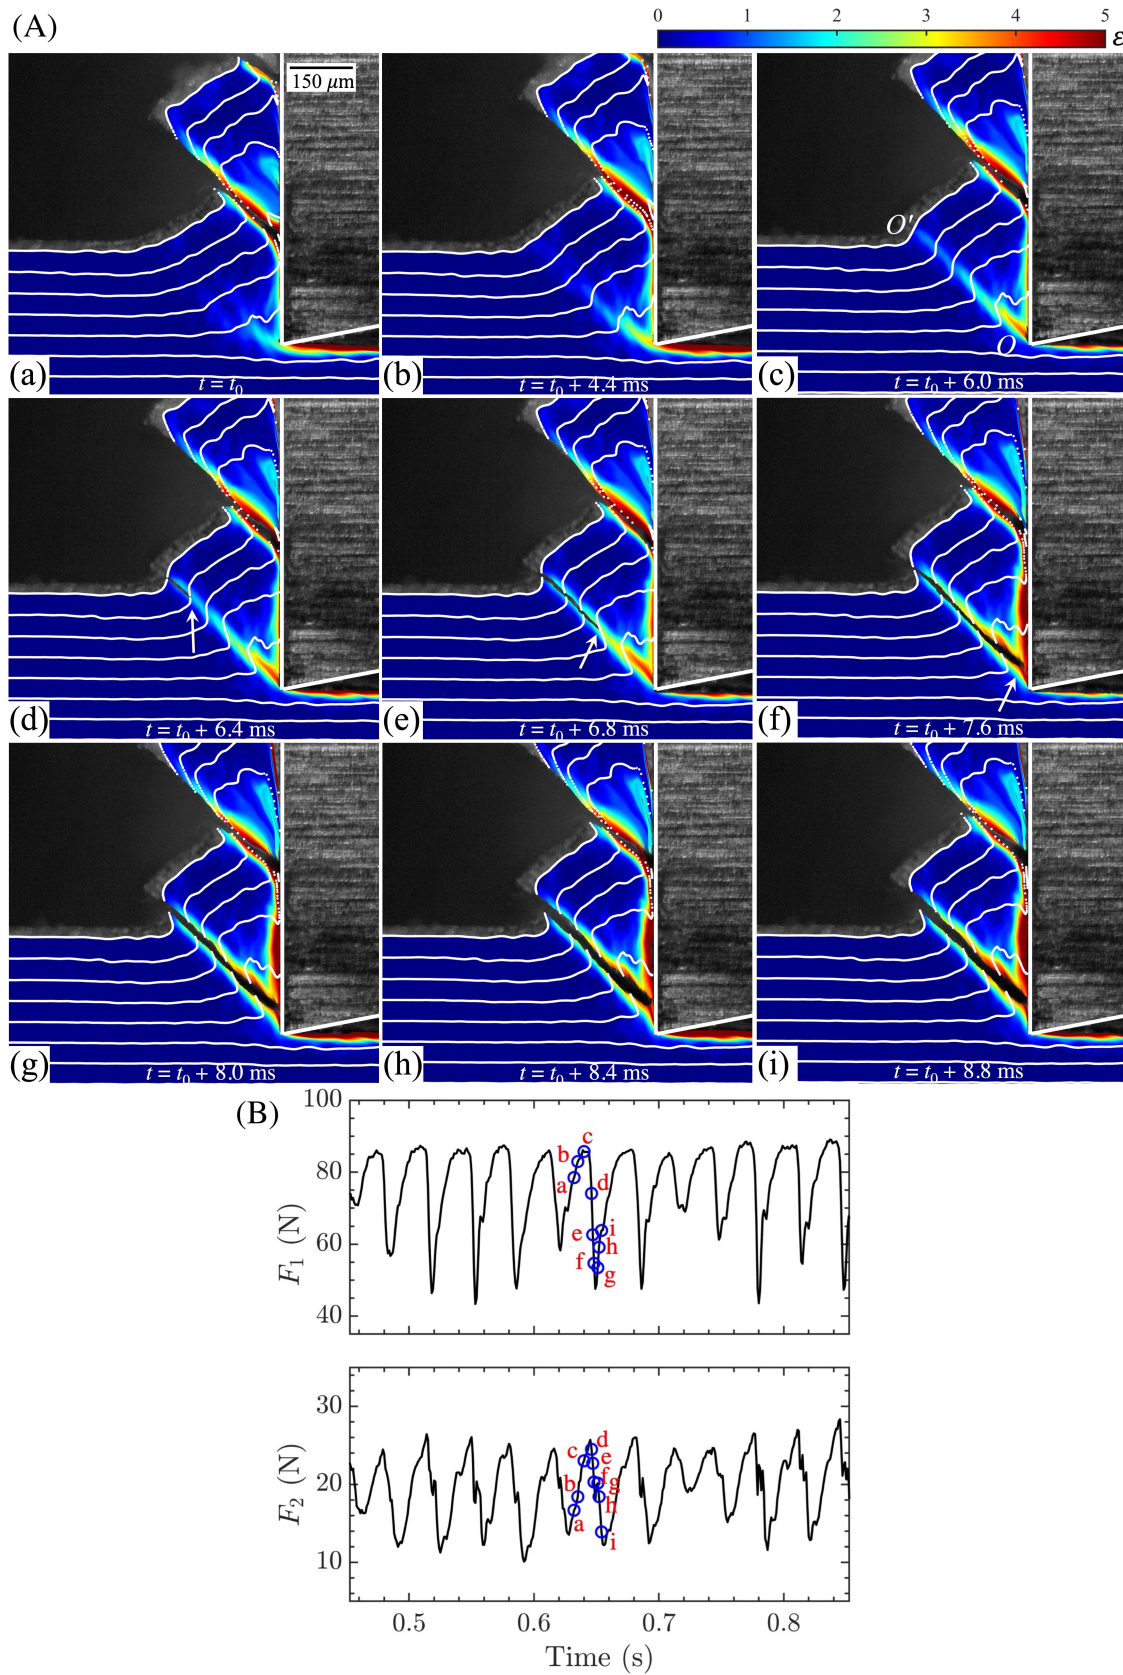 (A)
0 1 2 3 4 5
ε
150 μm
O′
O
(a) t = t₀
(b) t = t₀ + 4.4 ms
(c) t = t₀ + 6.0 ms
(d) t = t₀ + 6.4 ms
(e) t = t₀ + 6.8 ms
(f) t = t₀ + 7.6 ms
(g) t = t₀ + 8.0 ms
(h) t = t₀ + 8.4 ms
(i) t = t₀ + 8.8 ms
(B)
100
80
60
40
F₁ (N)
a
b
c
d
e
f
g
h
i
30
20
10
F₂ (N)
a
b
c
d
e
f
g
h
i
0.5 0.6 0.7 0.8
Time (s)